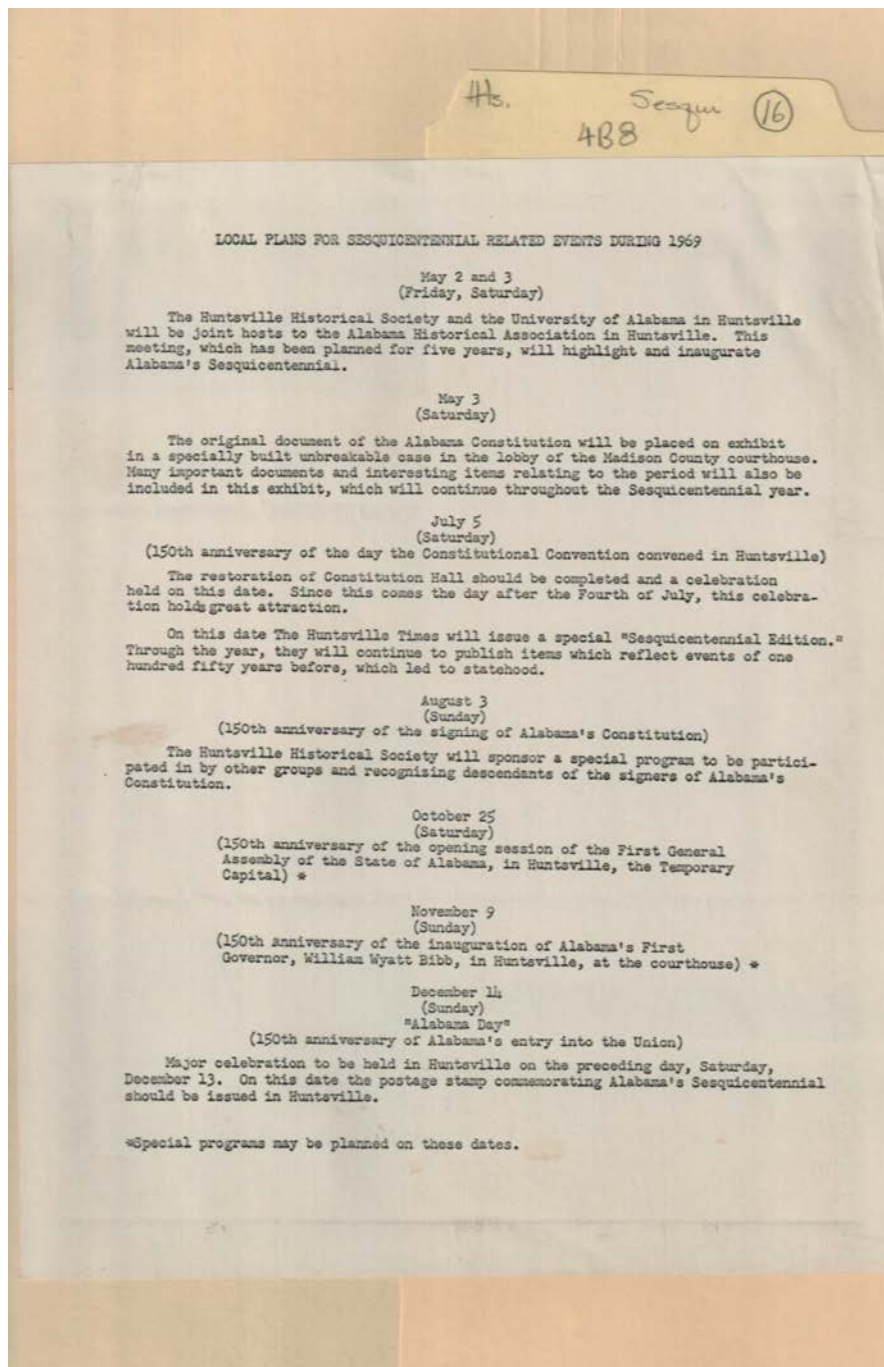 Hs. Sesqui 16
4B8
LOCAL PLANS FOR SESQUICENTENNIAL RELATED EVENTS DURING 1969
May 2 and 3
(Friday, Saturday)
The Huntsville Historical Society and the University of Alabama in Huntsville
will be joint hosts to the Alabama Historical Association in Huntsville. This
meeting, which has been planned for five years, will highlight and inaugurate
Alabama's Sesquicentennial.
May 3
(Saturday)
The original document of the Alabama Constitution will be placed on exhibit
in a specially built unbreakable case in the lobby of the Madison County courthouse.
Many important documents and interesting items relating to the period will also be
included in this exhibit, which will continue throughout the Sesquicentennial year.
July 5
(Saturday)
(150th anniversary of the day the Constitutional Convention convened in Huntsville)
The restoration of Constitution Hall should be completed and a celebration
held on this date. Since this comes the day after the Fourth of July, this celebra-
tion holds great attraction.
On this date The Huntsville Times will issue a special "Sesquicentennial Edition."
Through the year, they will continue to publish items which reflect events of one
hundred fifty years before, which led to statehood.
August 3
(Sunday)
(150th anniversary of the signing of Alabama's Constitution)
The Huntsville Historical Society will sponsor a special program to be partici-
pated in by other groups and recognizing descendants of the signers of Alabama's
Constitution.
October 25
(Saturday)
(150th anniversary of the opening session of the First General
Assembly of the State of Alabama, in Huntsville, the Temporary
Capital) *
November 9
(Sunday)
(150th anniversary of the inauguration of Alabama's First
Governor, William Wyatt Bibb, in Huntsville, at the courthouse) *
December 14
(Sunday)
"Alabama Day"
(150th anniversary of Alabama's entry into the Union)
Major celebration to be held in Huntsville on the preceding day, Saturday,
December 13. On this date the postage stamp commemorating Alabama's Sesquicentennial
should be issued in Huntsville.
*Special programs may be planned on these dates.